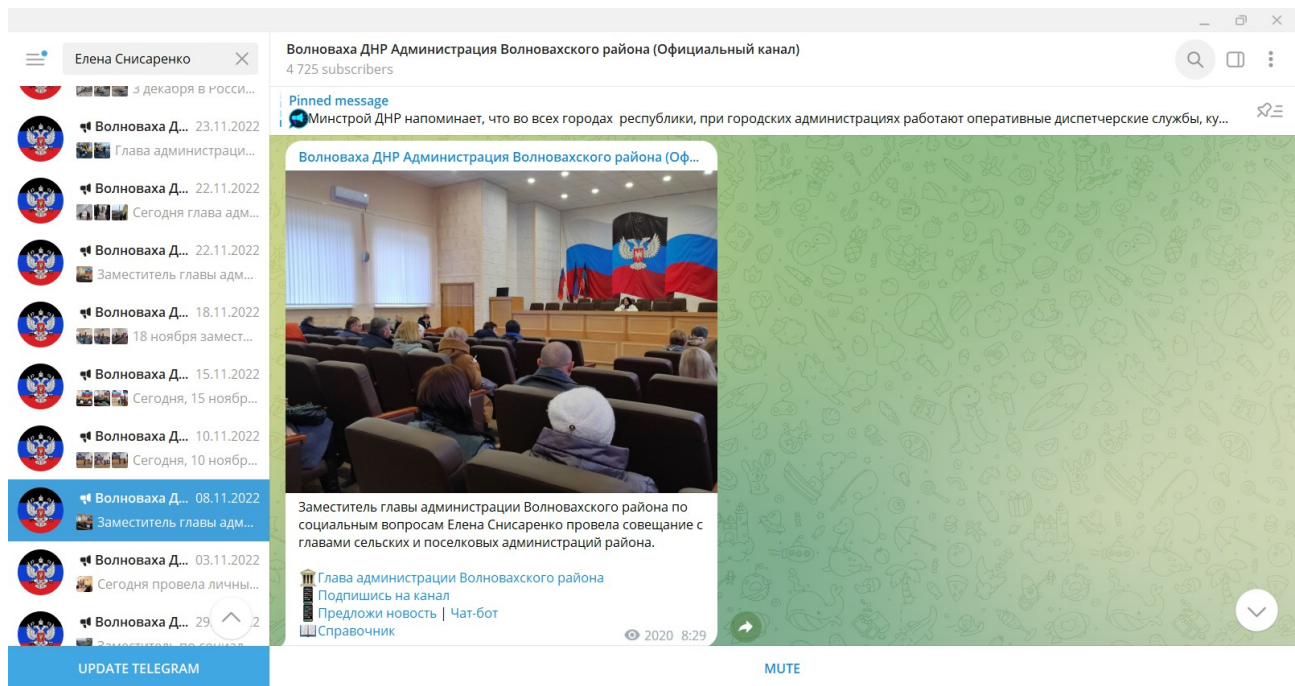 Елена Снисаренко
3 декабря в Росси...
Волноваха Д... 23.11.2022
Глава администраци...
Волноваха Д... 22.11.2022
Сегодня глава адм...
Волноваха Д... 22.11.2022
Заместитель главы адм...
Волноваха Д... 18.11.2022
18 ноября замест...
Волноваха Д... 15.11.2022
Сегодня, 15 ноябр...
Волноваха Д... 10.11.2022
Сегодня, 10 ноябр...
Волноваха Д... 08.11.2022
Заместитель главы адм...
Волноваха Д... 03.11.2022
Сегодня провела личны...
Волноваха Д... 29
UPDATE TELEGRAM
Волноваха ДНР Администрация Волновахского района (Официальный канал)
4 725 subscribers
Pinned message
Минстрой ДНР напоминает, что во всех городах республики, при городских администрациях работают оперативные диспетчерские службы, ку...
Волноваха ДНР Администрация Волновахского района (Оф...
Заместитель главы администрации Волновахского района по
социальным вопросам Елена Снисаренко провела совещание с
главами сельских и поселковых администраций района.
Глава администрации Волновахского района
Подпишись на канал
Предложи новость | Чат-бот
Справочник
2020 8:29
MUTE